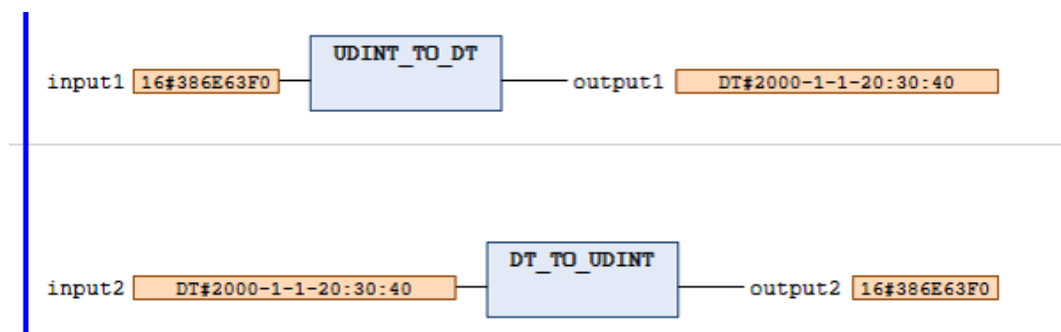 UDINT_TO_DT
input1 16#386E63F0 output1 DT#2000-1-1-20:30:40
DT_TO_UDINT
input2 DT#2000-1-1-20:30:40 output2 16#386E63F0